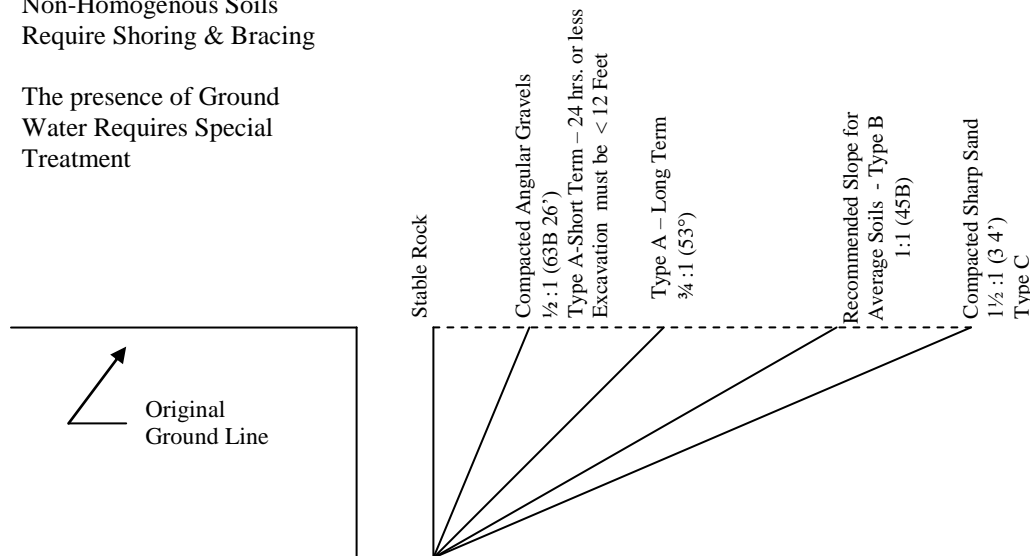 Non-Homogenous Soils
Require Shoring & Bracing
The presence of Ground
Water Requires Special
Treatment
Stable Rock
Compacted Angular Gravels
½ :1 (63B 26’)
Type A-Short Term – 24 hrs. or less
Excavation must be < 12 Feet
Type A – Long Term
¾ :1 (53°)
Recommended Slope for
Average Soils - Type B
1:1 (45B)
Compacted Sharp Sand
1½ :1 (3 4’)
Type C
Original
Ground Line